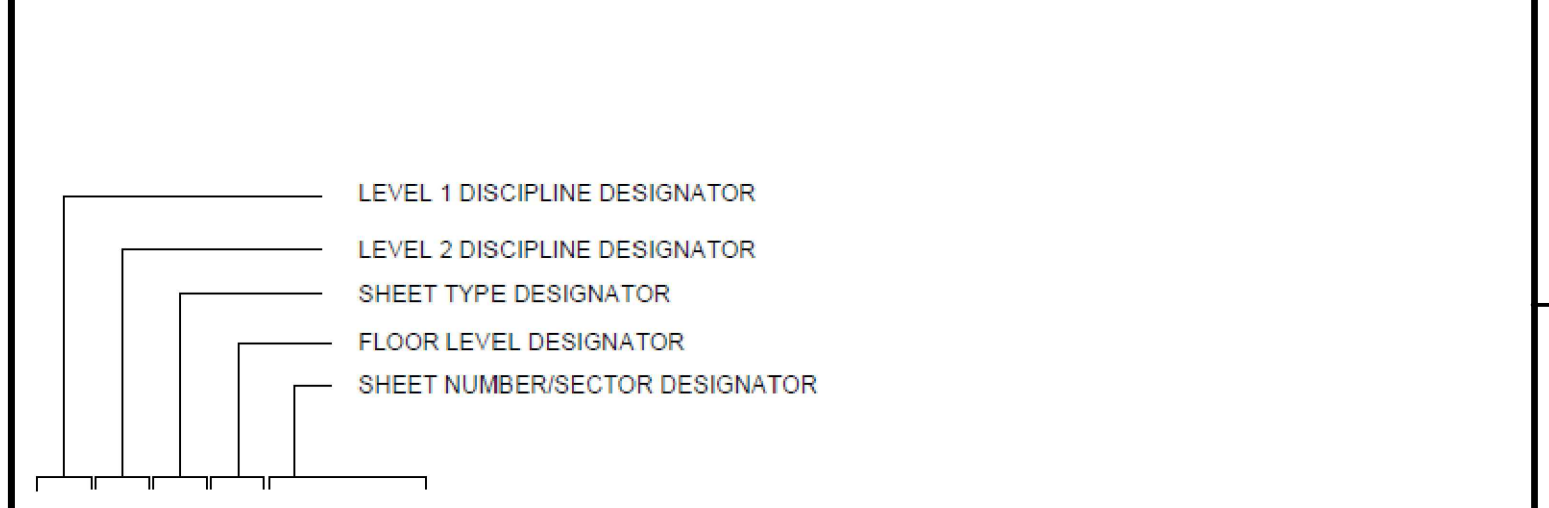 LEVEL 1 DISCIPLINE DESIGNATOR
LEVEL 2 DISCIPLINE DESIGNATOR
SHEET TYPE DESIGNATOR
FLOOR LEVEL DESIGNATOR
SHEET NUMBER/SECTOR DESIGNATOR